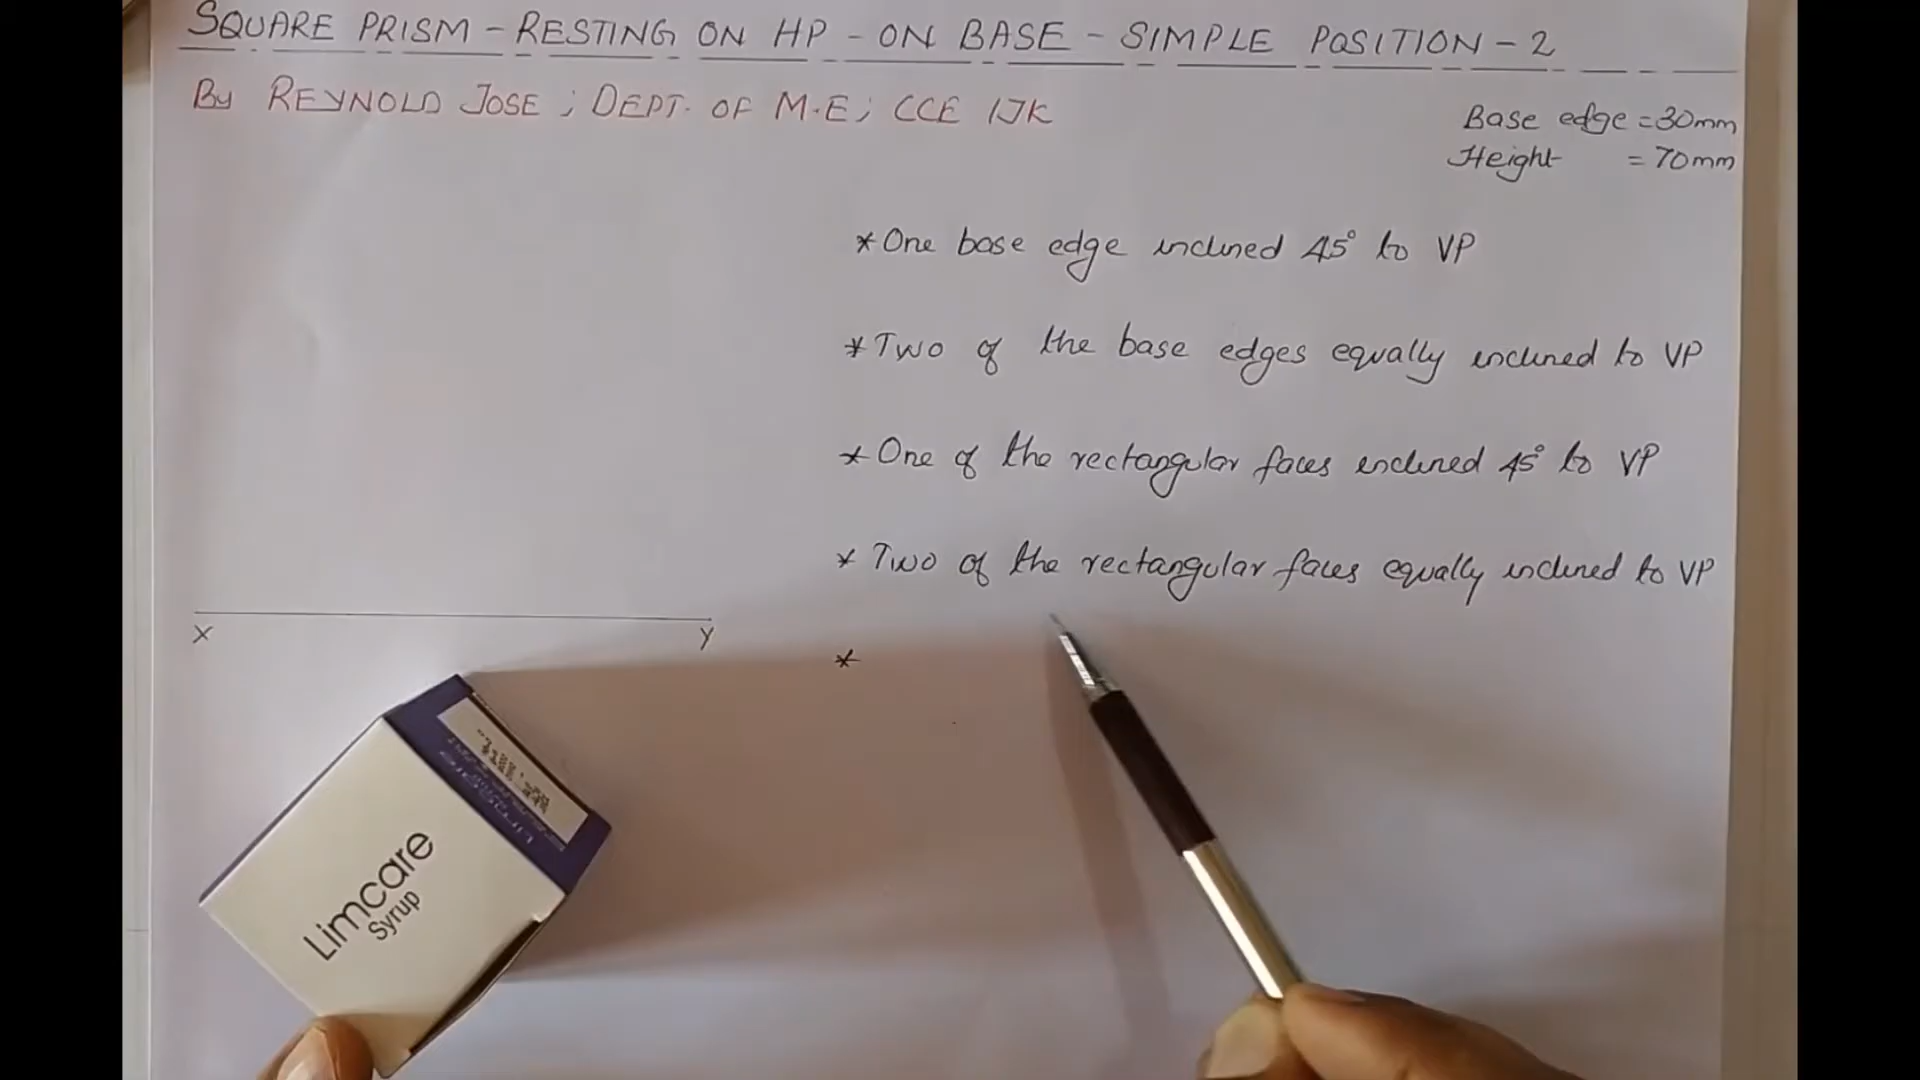 SQUARE PRISM - RESTING ON HP - ON BASE - SIMPLE POSITION - 2
By REYNOLD JOSE ; DEPT. OF M.E ; CCE IJK
Base edge = 30mm
Height = 70mm
* One base edge inclined 45° to VP
* Two of the base edges equally inclined to VP
* One of the rectangular faces inclined 45° to VP
* Two of the rectangular faces equally inclined to VP
X Y
*
Limcare
Syrup